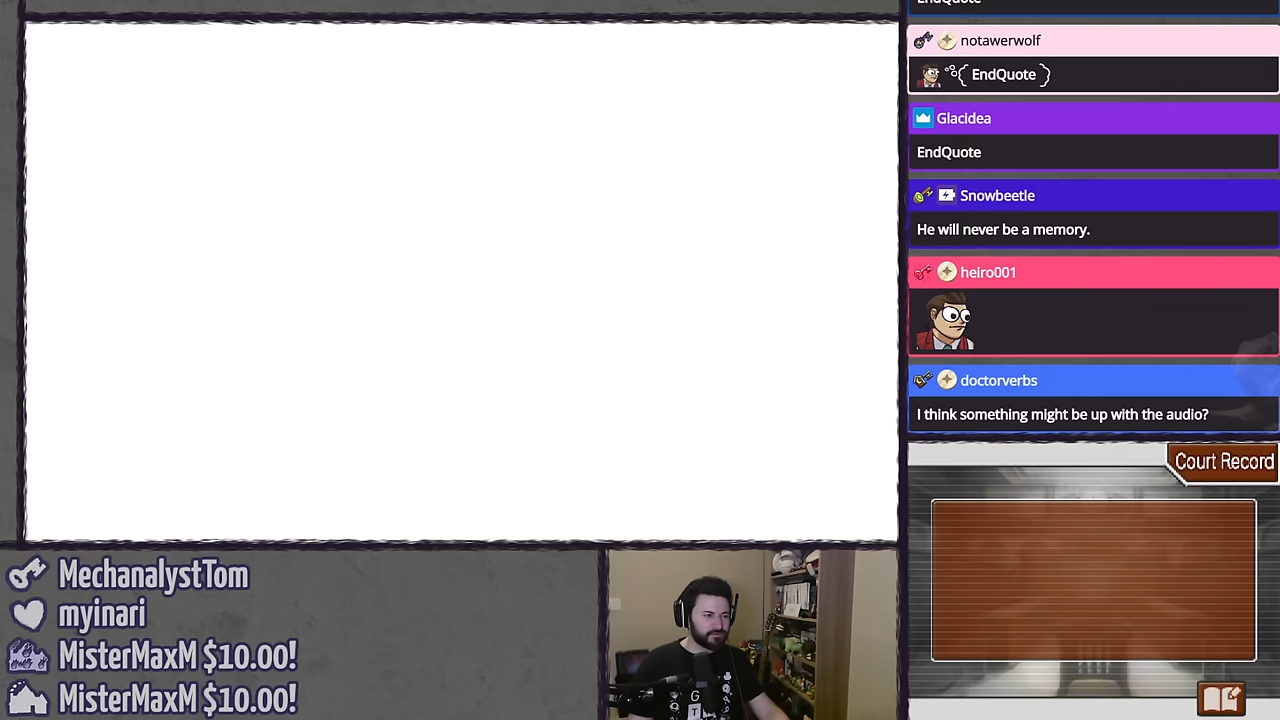 EndQuote
notawerwolf
EndQuote
Glacidea
EndQuote
Snowbeetle
He will never be a memory.
heiro001
doctorverbs
I think something might be up with the audio?
Court Record
MechanalystTom
myinari
MisterMaxM $10.00!
MisterMaxM $10.00!
G
T